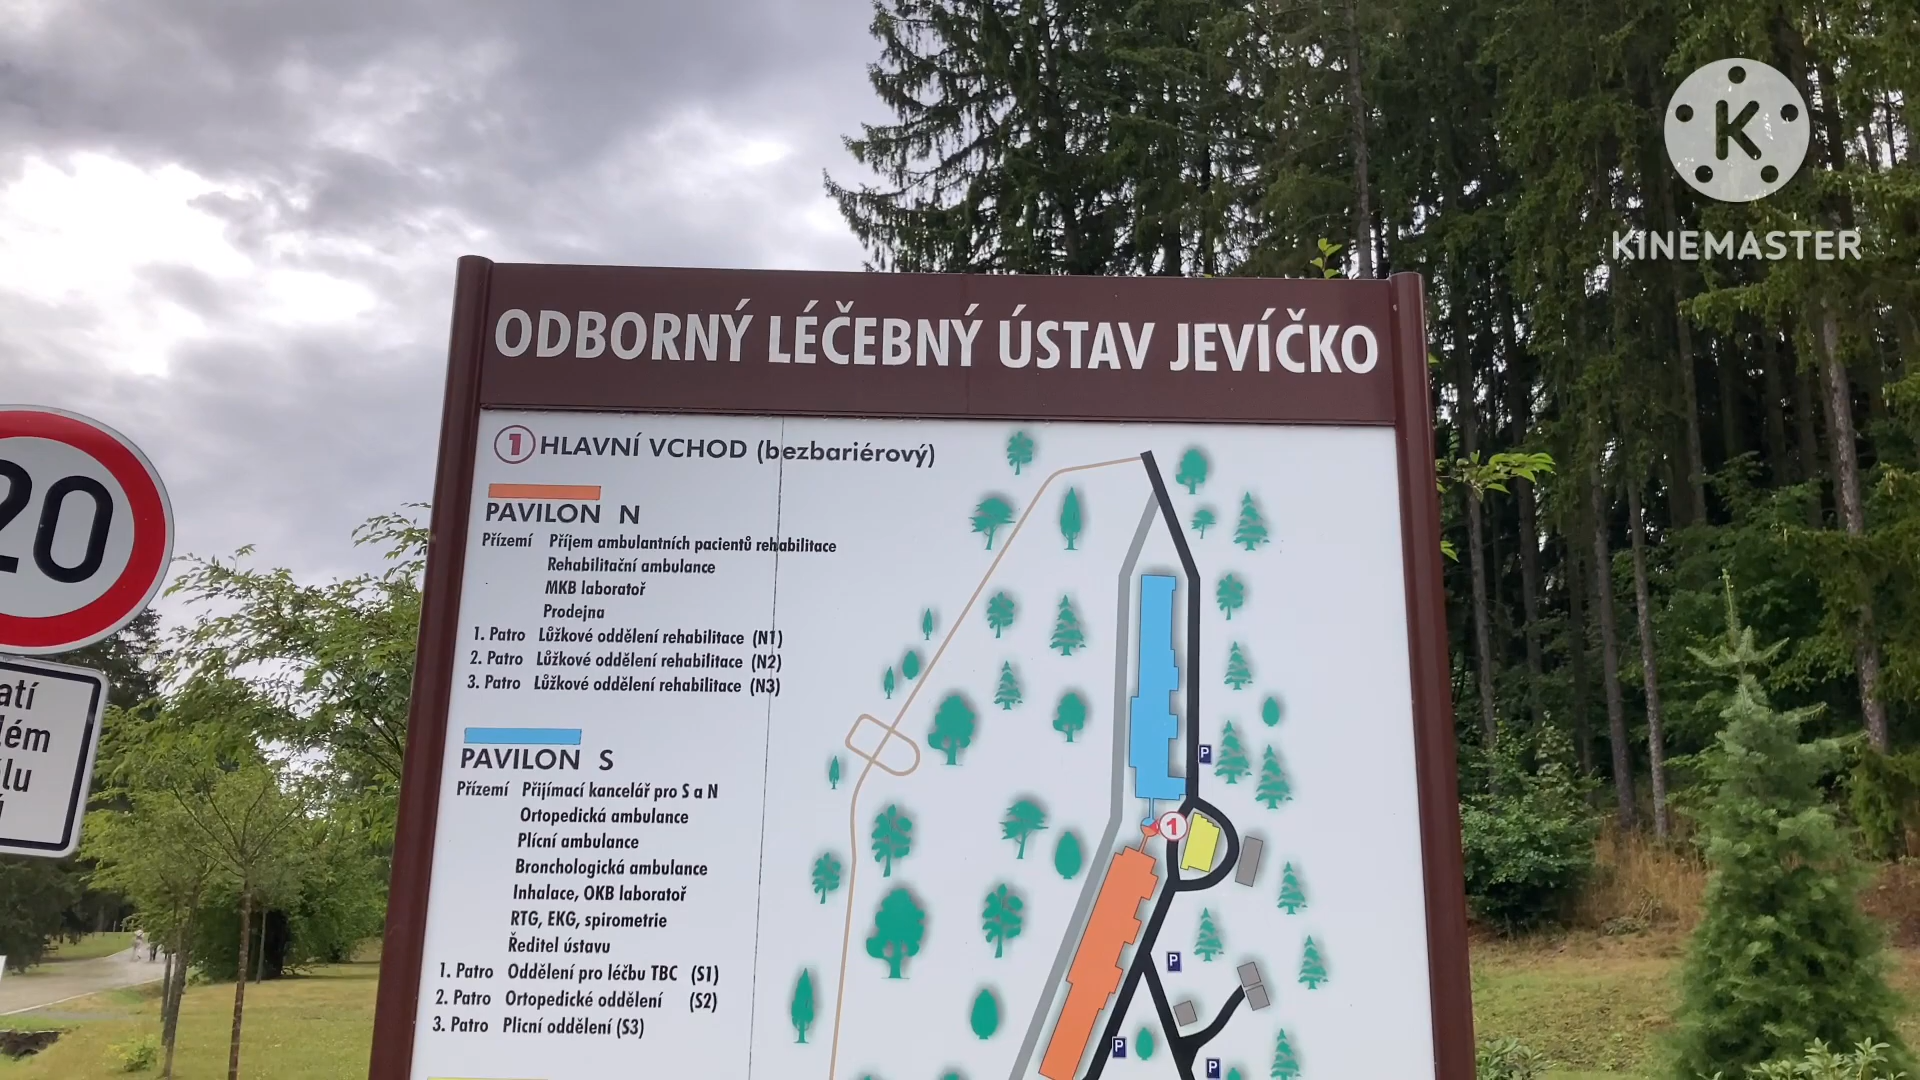 K
KINEMASTER
ODBORNÝ LÉČEBNÝ ÚSTAV JEVÍČKO
1 HLAVNÍ VCHOD (bezbariérový)
PAVILON N
Přízemí Příjem ambulantních pacientů rehabilitace
Rehabilitační ambulance
MKB laboratoř
Prodejna
1. Patro Lůžkové oddělení rehabilitace (N1)
2. Patro Lůžkové oddělení rehabilitace (N2)
3. Patro Lůžkové oddělení rehabilitace (N3)
PAVILON S
Přízemí Přijímací kancelář pro S a N
Ortopedická ambulance
Plícní ambulance
Bronchologická ambulance
Inhalace, OKB laboratoř
RTG, EKG, spirometrie
Ředitel ústavu
1. Patro Oddělení pro léčbu TBC (S1)
2. Patro Ortopedické oddělení (S2)
3. Patro Plicní oddělení (S3)
P
1
P
P
P
20